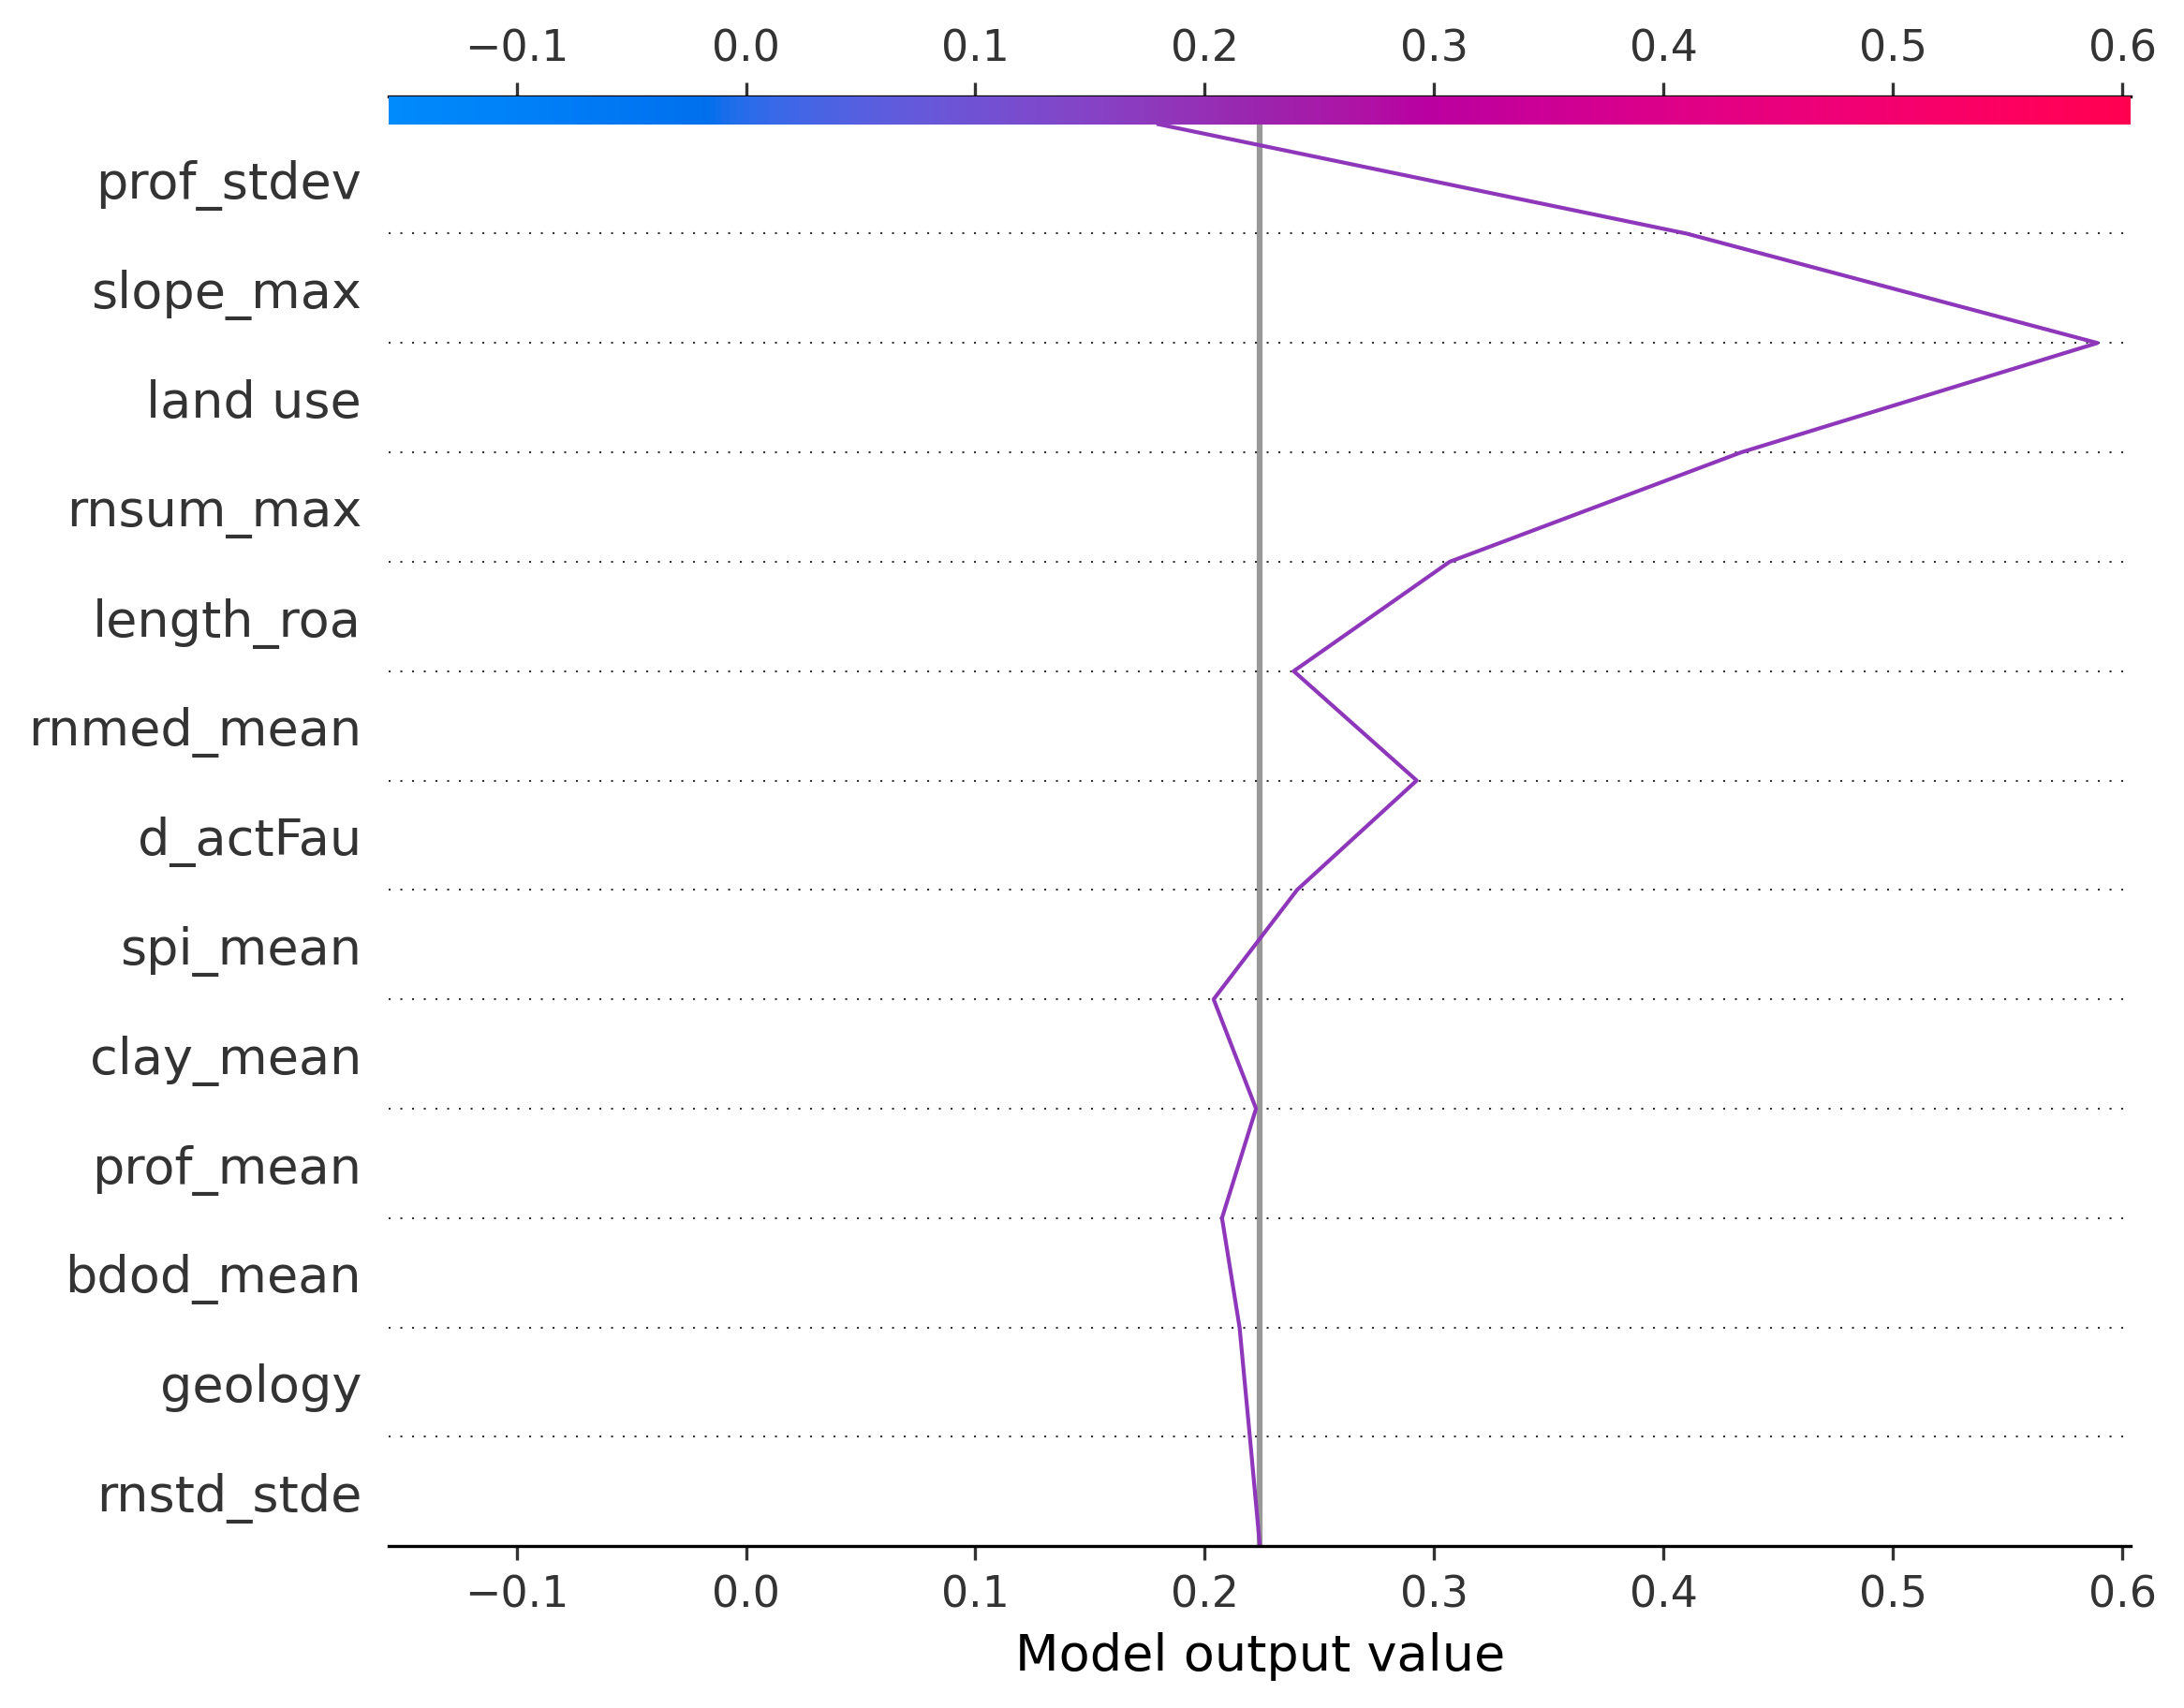 −0.1 0.0 0.1 0.2 0.3 0.4 0.5 0.6
prof_stdev
slope_max
land use
rnsum_max
length_roa
rnmed_mean
d_actFau
spi_mean
clay_mean
prof_mean
bdod_mean
geology
rnstd_stde
−0.1 0.0 0.1 0.2 0.3 0.4 0.5 0.6
Model output value